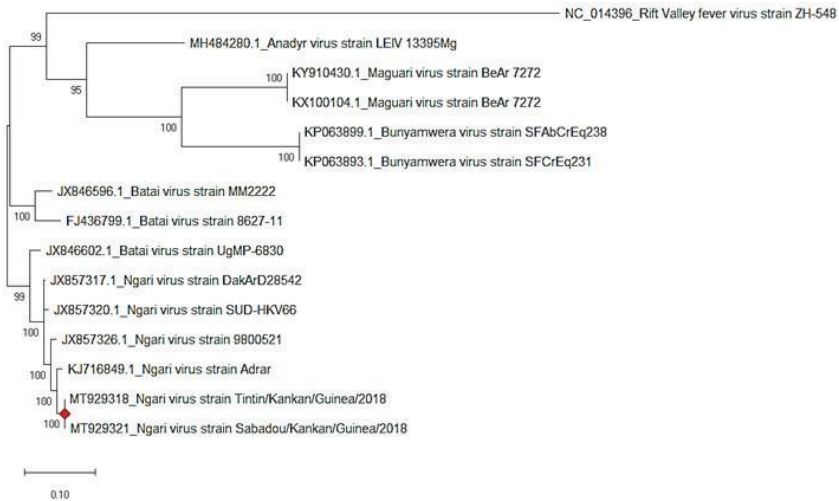 NC_014396_Rift Valley fever virus strain ZH-548
99
MH484280.1_Anadyr virus strain LEIV 13395Mg
KY910430.1_Maguari virus strain BeAr 7272
100
95
KX100104.1_Maguari virus strain BeAr 7272
100
KP063899.1_Bunyamwera virus strain SFAbCrEq238
100
KP063893.1_Bunyamwera virus strain SFCrEq231
JX846596.1_Batai virus strain MM2222
100
FJ436799.1_Batai virus strain 8627-11
JX846602.1_Batai virus strain UgMP-6830
JX857317.1_Ngari virus strain DakArD28542
99
JX857320.1_Ngari virus strain SUD-HKV66
100
JX857326.1_Ngari virus strain 9800521
KJ716849.1_Ngari virus strain Adrar
100
MT929318_Ngari virus strain Tintin/Kankan/Guinea/2018
100
100
MT929321_Ngari virus strain Sabadou/Kankan/Guinea/2018
0.10